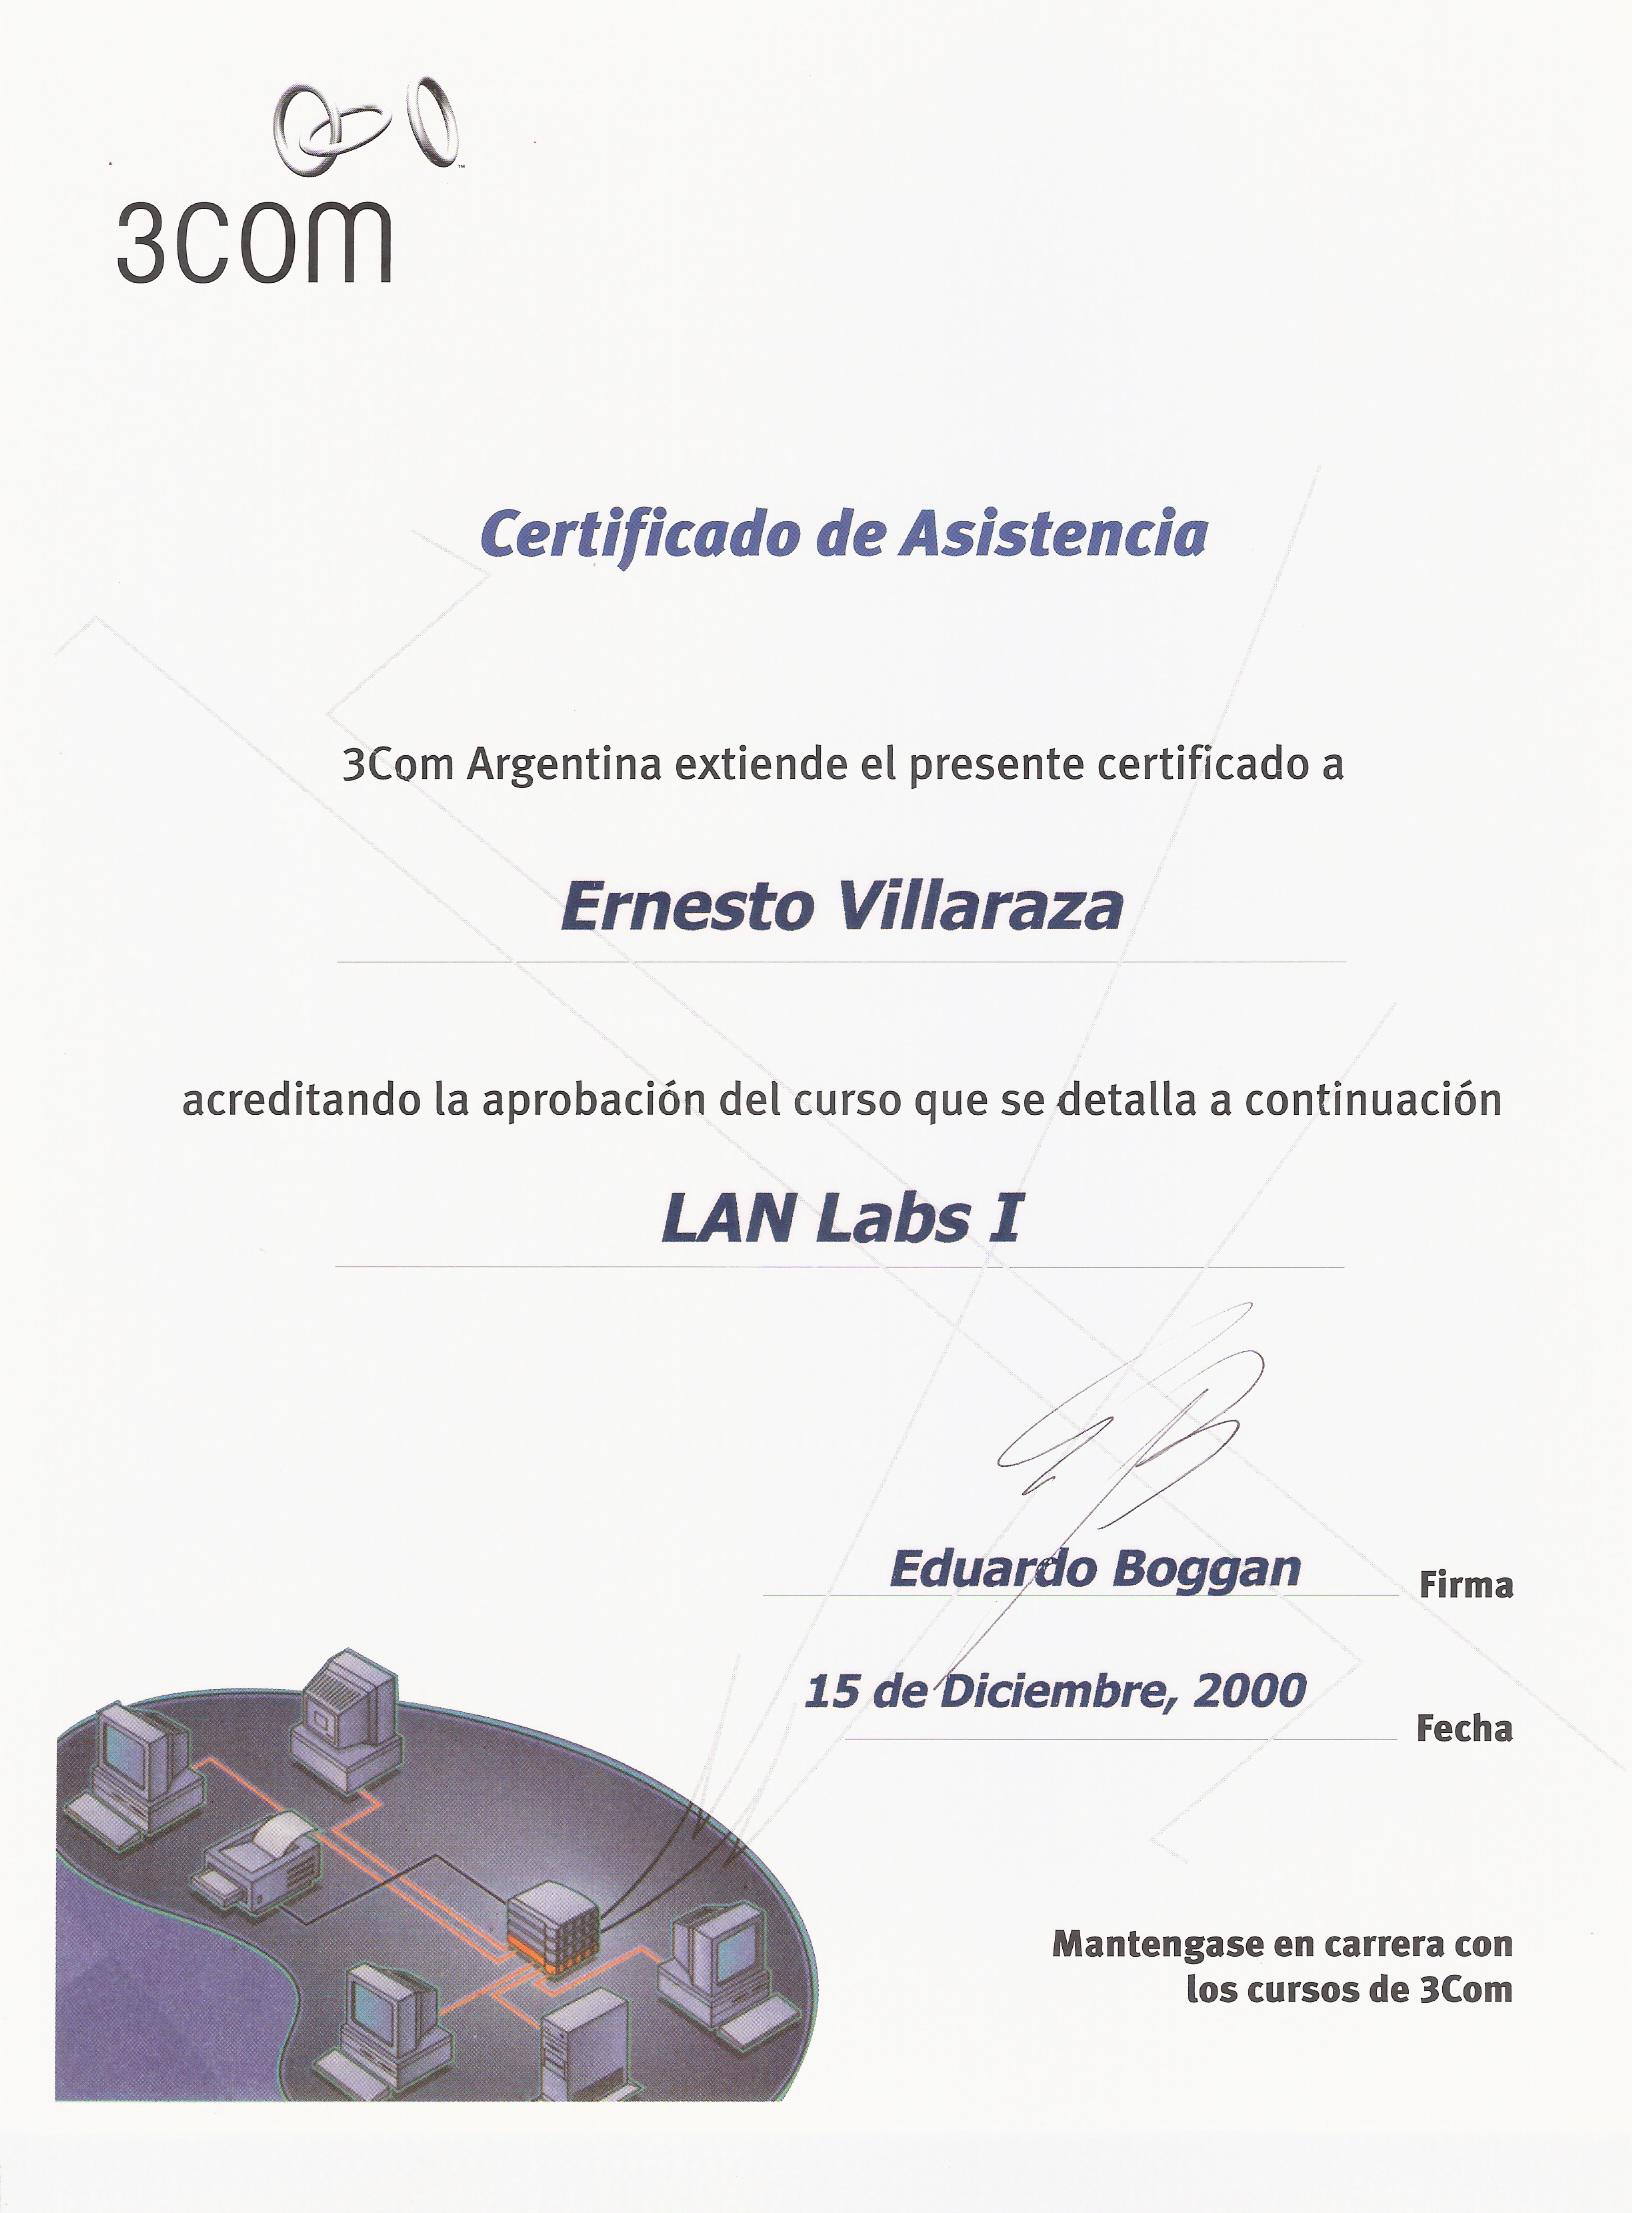 3COM
Certificado de Asistencia
3Com Argentina extiende el presente certificado a
Ernesto Villaraza
acreditando la aprobación del curso que se detalla a continuación
LAN Labs I
Eduardo Boggan Firma
15 de Diciembre, 2000 Fecha
Mantengase en carrera con
los cursos de 3Com